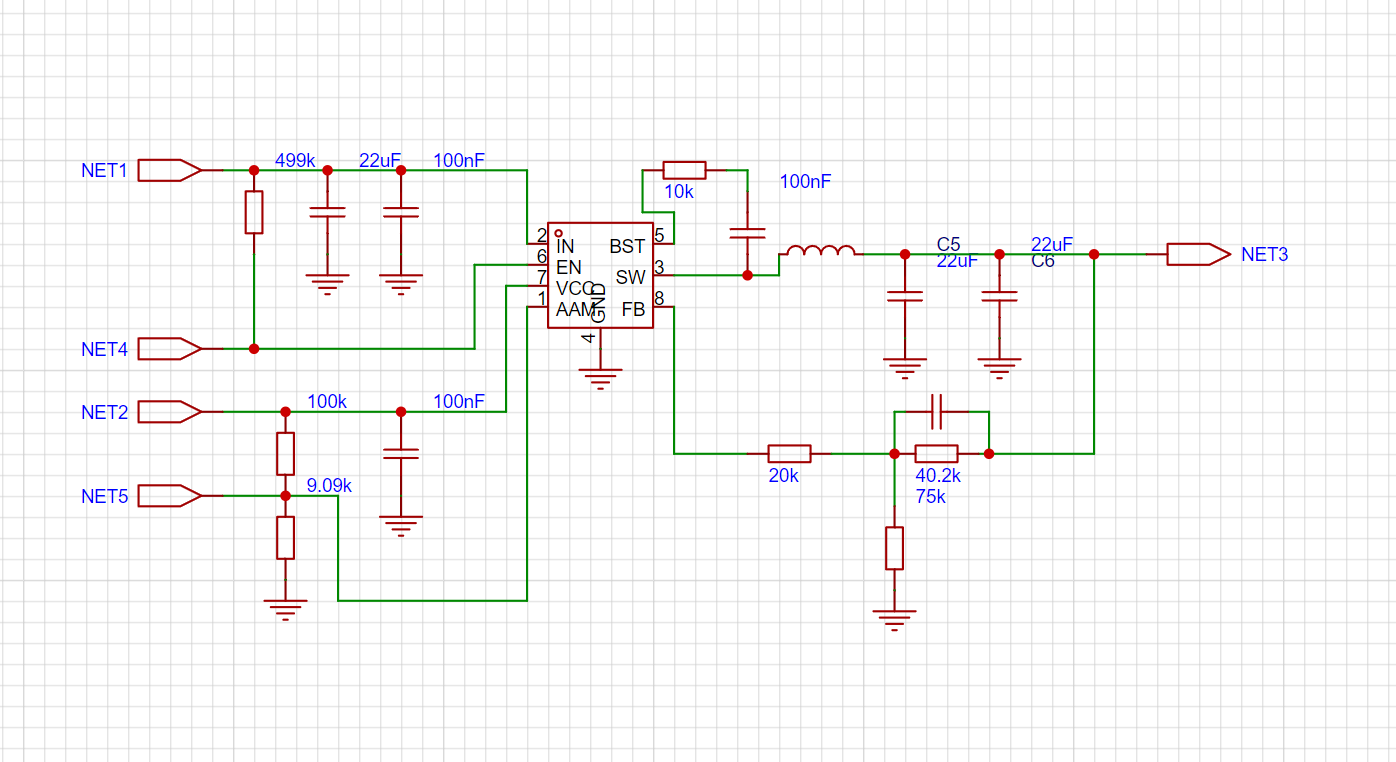 499k
22uF
100nF
NET1
10k
100nF
2
IN
BST
5
6
EN
SW
3
7
VCC
1
AAM
GND
FB
8
4
C5
22uF
22uF
C6
NET3
NET4
NET2
100k
100nF
NET5
9.09k
20k
40.2k
75k